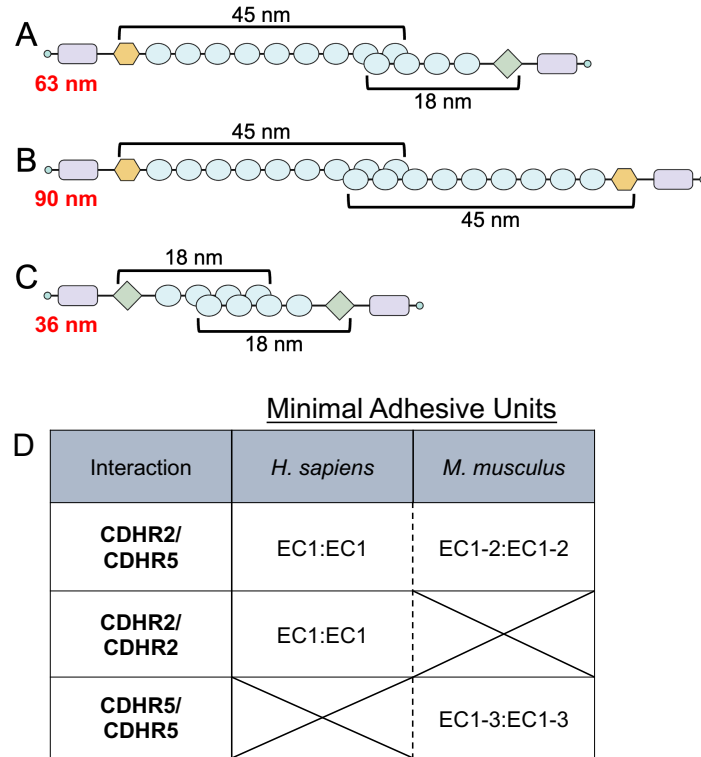 45 nm
A
63 nm
18 nm
45 nm
B
90 nm
45 nm
18 nm
C
36 nm
18 nm
Minimal Adhesive Units
D
Interaction H. sapiens M. musculus
CDHR2/
CDHR5
EC1:EC1 EC1-2:EC1-2
CDHR2/
CDHR2
EC1:EC1
CDHR5/
CDHR5
EC1-3:EC1-3